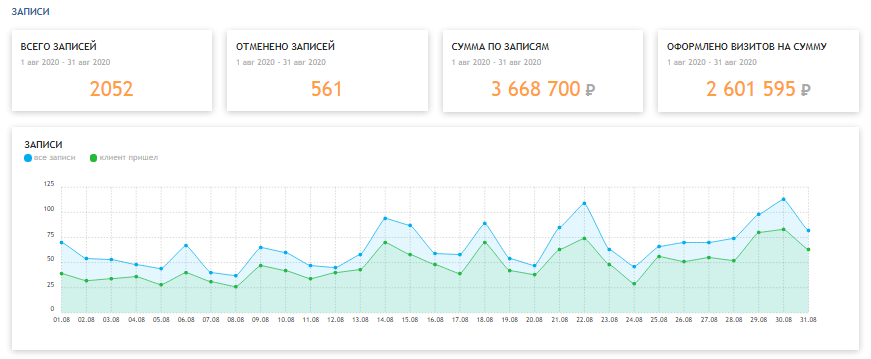 ЗАПИСИ
ВСЕГО ЗАПИСЕЙ
1 авг 2020 - 31 авг 2020
2052
ОТМЕНЕНО ЗАПИСЕЙ
1 авг 2020 - 31 авг 2020
561
СУММА ПО ЗАПИСЯМ
1 авг 2020 - 31 авг 2020
3 668 700 ₽
ОФОРМЛЕНО ВИЗИТОВ НА СУММУ
1 авг 2020 - 31 авг 2020
2 601 595 ₽
ЗАПИСИ
все записи клиент пришел
125
100
75
50
25
0
01.08 02.08 03.08 04.08 05.08 06.08 07.08 08.08 09.08 10.08 11.08 12.08 13.08 14.08 15.08 16.08 17.08 18.08 19.08 20.08 21.08 22.08 23.08 24.08 25.08 26.08 27.08 28.08 29.08 30.08 31.08